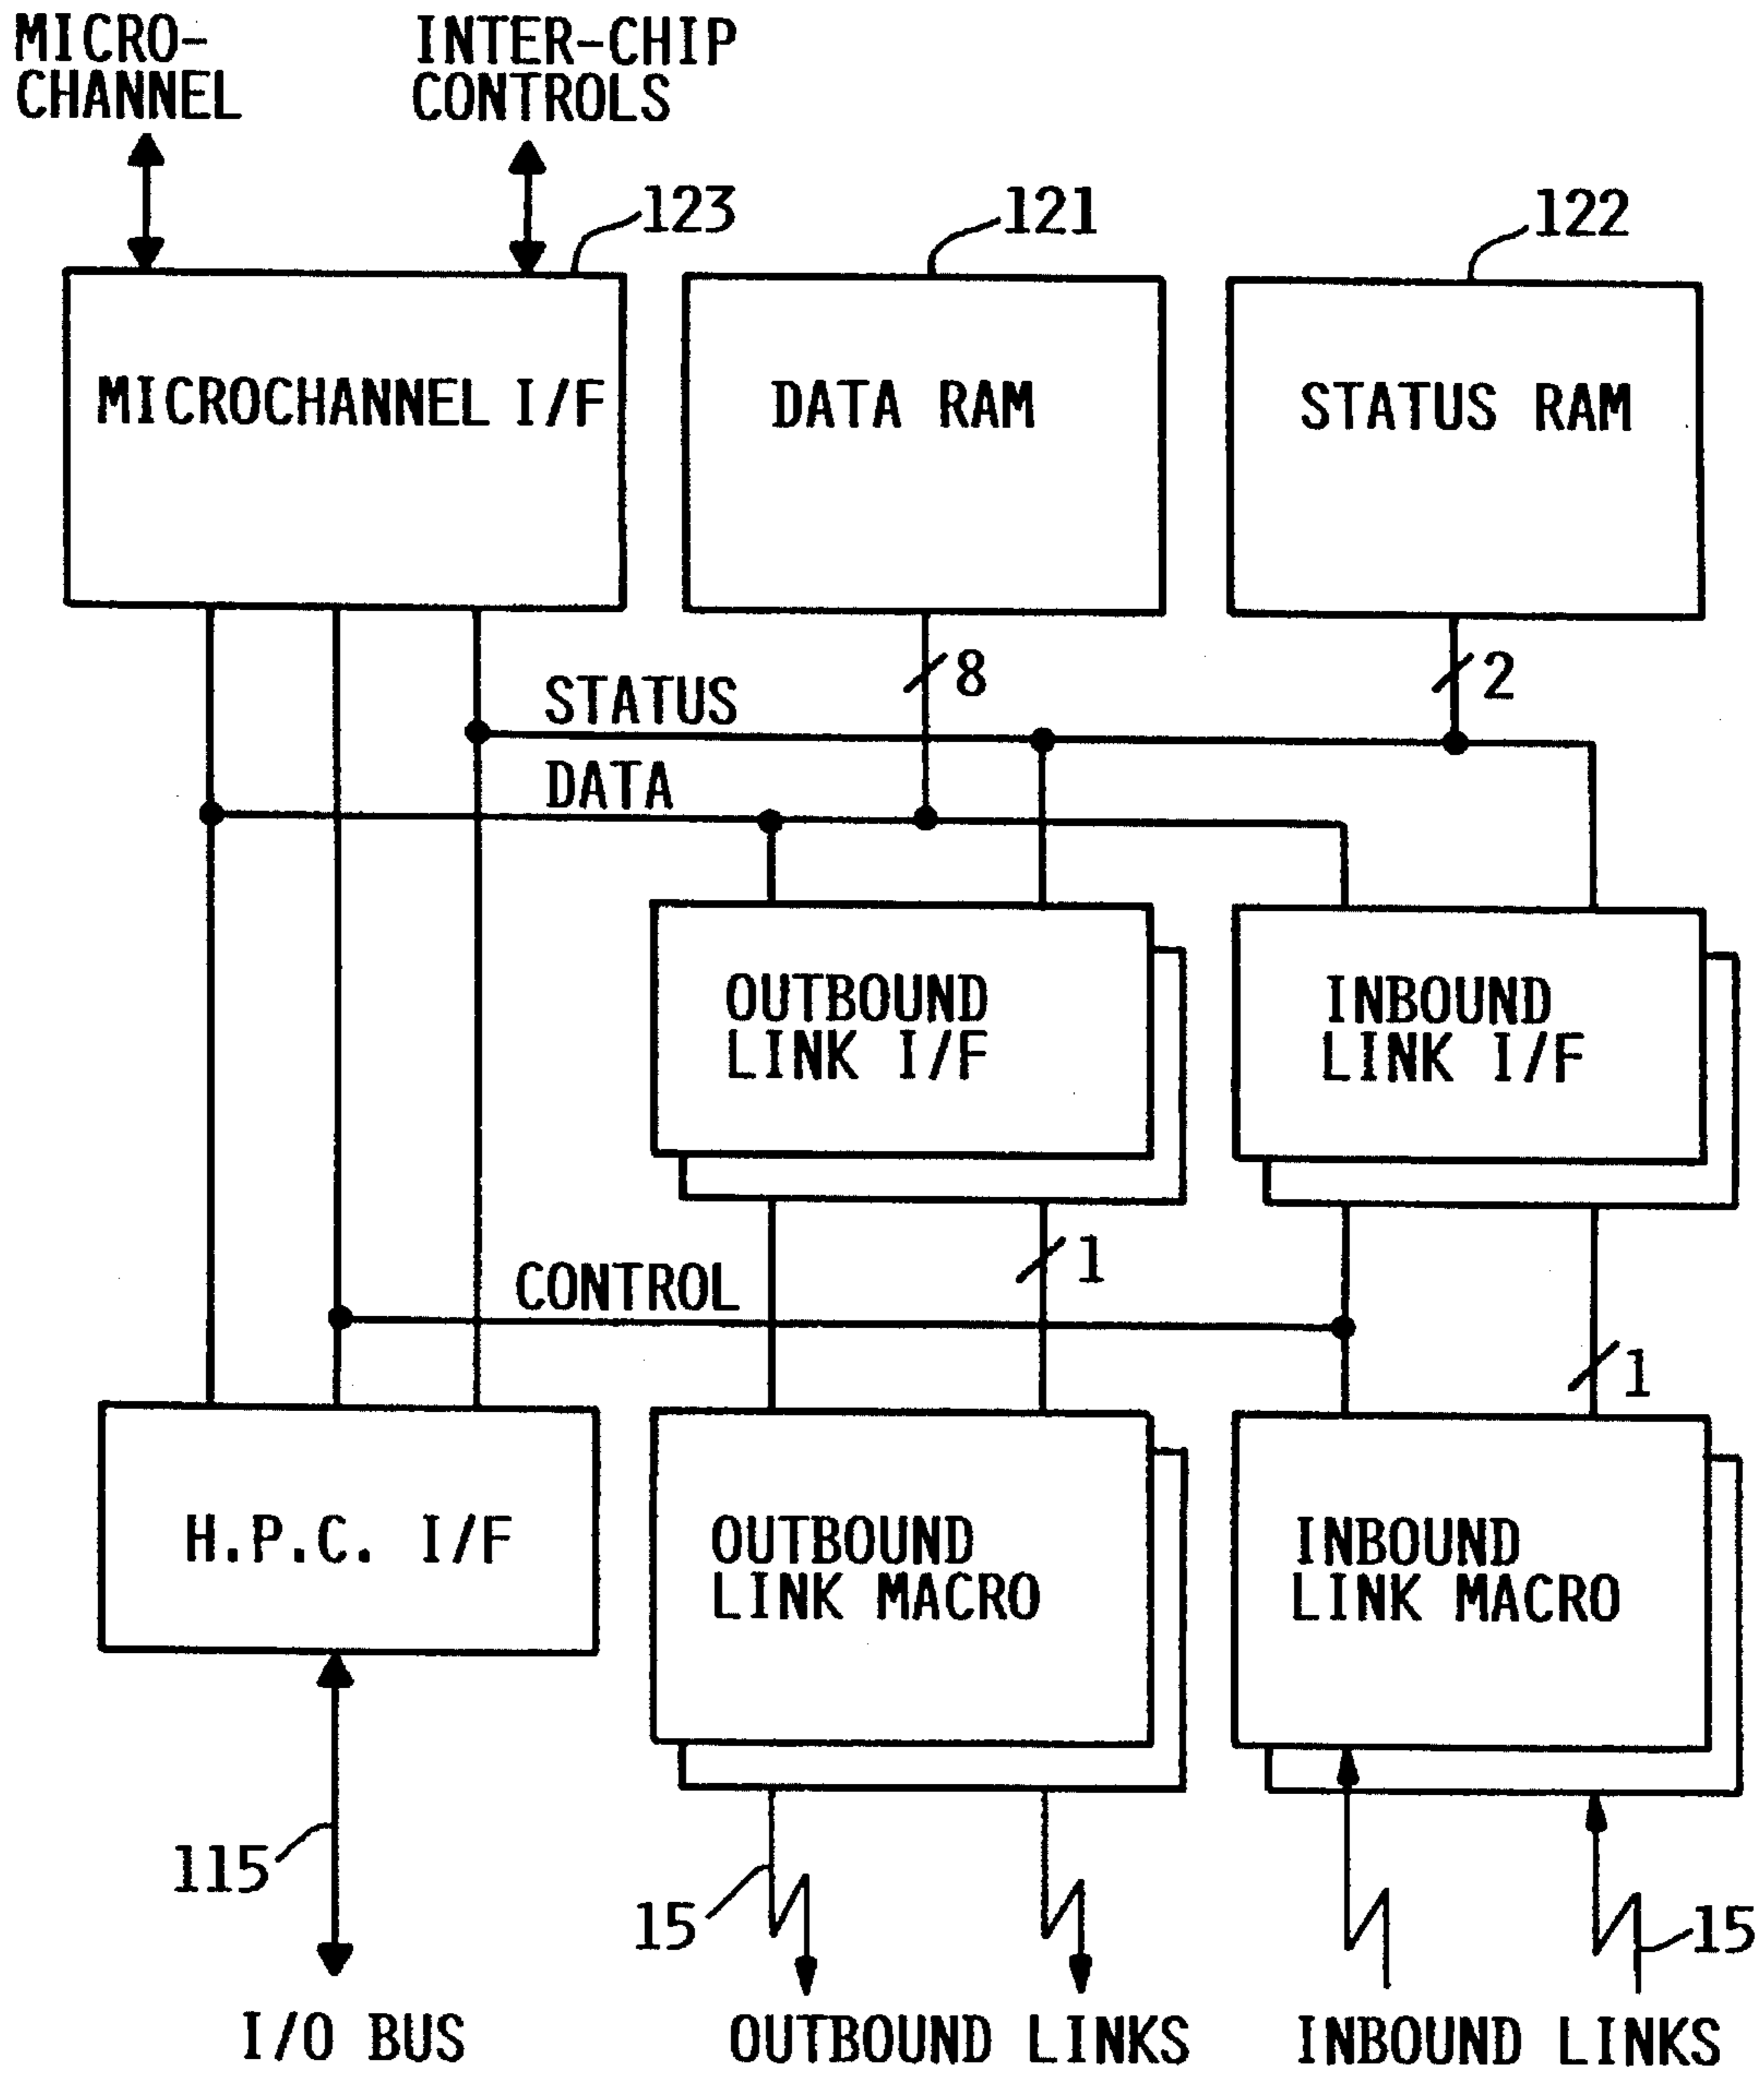 MICRO-
CHANNEL
INTER-CHIP
CONTROLS
123
121
122
MICROCHANNEL I/F
DATA RAM
STATUS RAM
8
2
STATUS
DATA
OUTBOUND
LINK I/F
INBOUND
LINK I/F
1
CONTROL
1
H.P.C. I/F
OUTBOUND
LINK MACRO
INBOUND
LINK MACRO
115
15
15
I/O BUS
OUTBOUND LINKS
INBOUND LINKS